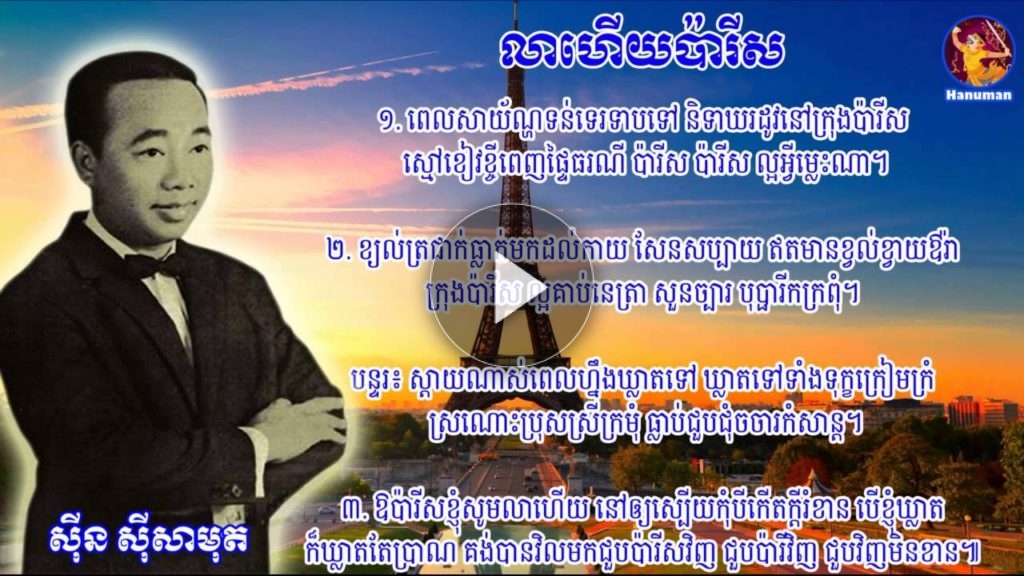 លាហើយប៉ារីស
Hanuman
១. ពេលសាយ័ណ្ហទន់ទេរទាបទៅ និទាឃរដូវនៅក្រុងប៉ារីស
ស្មៅខៀវខ្ចីពេញផ្ទៃធរណី ប៉ារីស ប៉ារីស ល្អអ្វីម្លេះណា។
២. ខ្យល់ត្រជាក់ធ្លាក់មកដល់កាយ សែនសប្បាយ ឥតមានខ្វល់ខ្វាយឱរ៉ា
ក្រុងប៉ារីស ល្អគាប់នេត្រា សួនច្បារ បុប្ផារីកក្រពុំ។
បន្ទរ៖ ស្តាយណាសំពេលហ្នឹងឃ្លាតទៅ ឃ្លាតទៅទាំងទុក្ខក្រៀមក្រំ
ស្រណោះប្រុសស្រីក្រមុំ ធ្លាប់ជួបជុំចចារកំសាន្ត។
៣. ឱប៉ារីសខ្ញុំសូមលាហើយ នៅឲ្យស្បើយកុំបីកើតក្តីរំខាន បើខ្ញុំឃ្លាត
ក៏ឃ្លាតតែប្រាណ គង់បានវិលមកជួបប៉ារីសវិញ ជួបប៉ារីវិញ ជួបវិញមិនខាន៕
ស៊ីន ស៊ីសាមុត